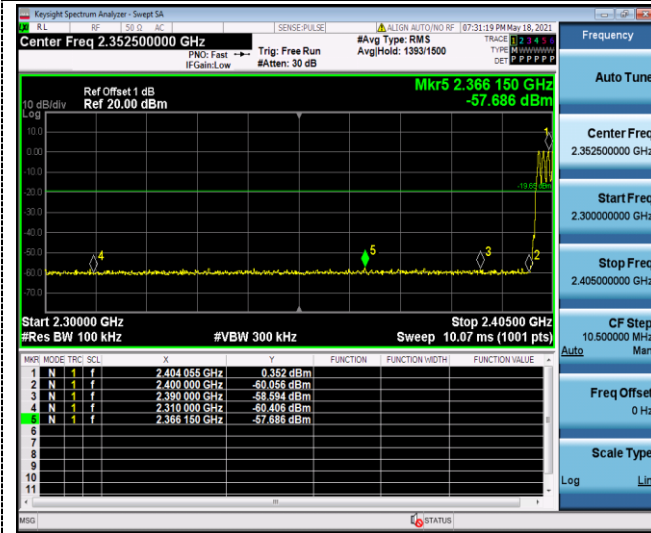 Keysight Spectrum Analyzer - Swept SA
RL RF 50 Ω AC SENSE:PULSE ALIGN AUTO/NO RF 07:31:19 PM May 18, 2021
Center Freq 2.352500000 GHz
PNO: Fast
IFGain:Low
Trig: Free Run
#Atten: 30 dB
#Avg Type: RMS
Avg|Hold: 1393/1500
TRACE 1 2 3 4 5 6
TYPE M WWWWW
DET P P P P P P
Ref Offset 1 dB
Ref 20.00 dBm
10 dB/div
Log
Mkr5 2.366 150 GHz
-57.686 dBm
10.0
0.00
-10.0
-20.0
-30.0
-40.0
-50.0
-60.0
-70.0
1
-19.65 dBm
4
5
3
2
Start 2.30000 GHz
Stop 2.40500 GHz
#Res BW 100 kHz
#VBW 300 kHz
Sweep 10.07 ms (1001 pts)
MKR MODE TRC SCL X Y FUNCTION FUNCTION WIDTH FUNCTION VALUE
1 N 1 f 2.404 055 GHz 0.352 dBm
2 N 1 f 2.400 000 GHz -60.056 dBm
3 N 1 f 2.390 000 GHz -58.594 dBm
4 N 1 f 2.310 000 GHz -60.406 dBm
5 N 1 f 2.366 150 GHz -57.686 dBm
6
7
8
9
10
11
MSG
STATUS
Frequency
Auto Tune
Center Freq
2.352500000 GHz
Start Freq
2.300000000 GHz
Stop Freq
2.405000000 GHz
CF Step
10.500000 MHz
Auto Man
Freq Offset
0 Hz
Scale Type
Log Lin